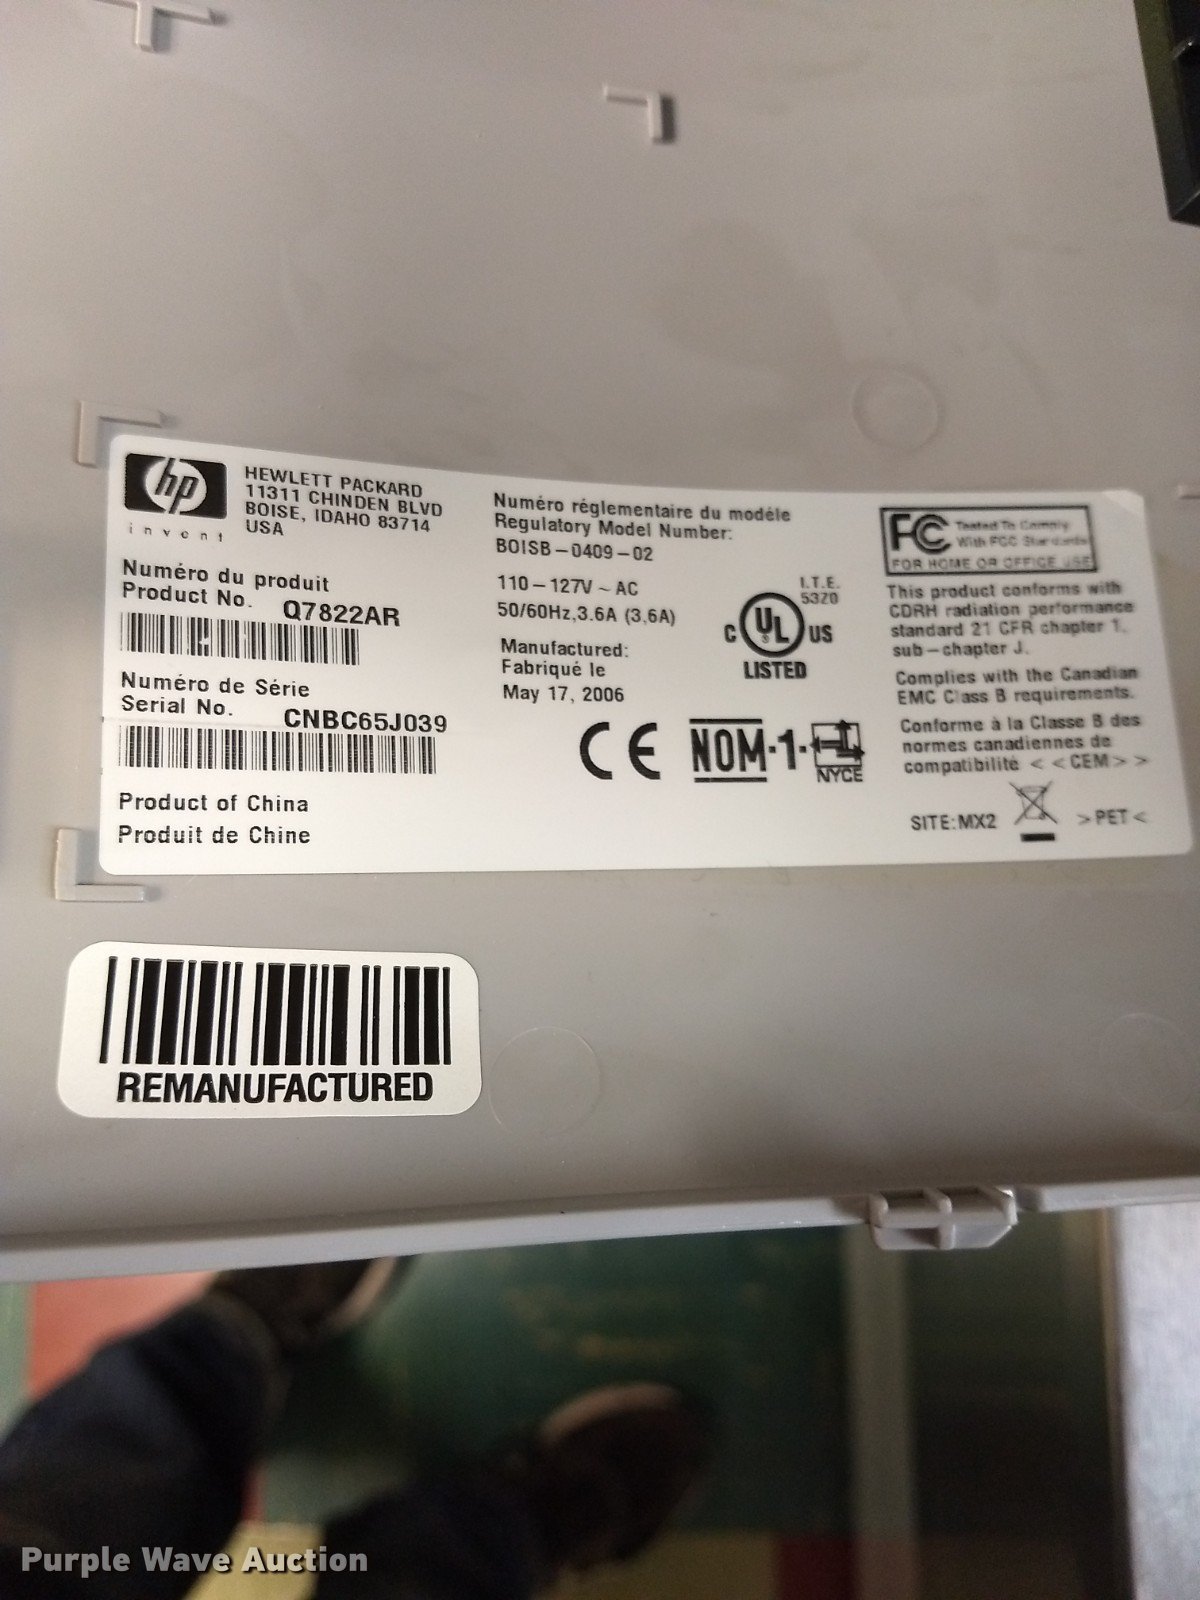 hp
invent
HEWLETT PACKARD
11311 CHINDEN BLVD
BOISE, IDAHO 83714
USA
Numéro du produit
Product No. Q7822AR
Numéro de Série
Serial No. CNBC65J039
Product of China
Produit de Chine
Numéro réglementaire du modéle
Regulatory Model Number:
BOISB-0409-02
110-127V ~ AC
50/60Hz,3.6A (3,6A)
Manufactured:
Fabriqué le
May 17, 2006
I.T.E.
5320
C UL US
®
LISTED
CE NOM-1-
NYCE
FC Tested To Comply
With FCC Standards
FOR HOME OR OFFICE USE
This product conforms with
CDRH radiation performance
standard 21 CFR chapter 1,
sub-chapter J.
Complies with the Canadian
EMC Class B requirements.
Conforme à la Classe B des
normes canadiennes de
compatibilité < <CEM> >
SITE:MX2 >PET<
REMANUFACTURED
Purple Wave Auction